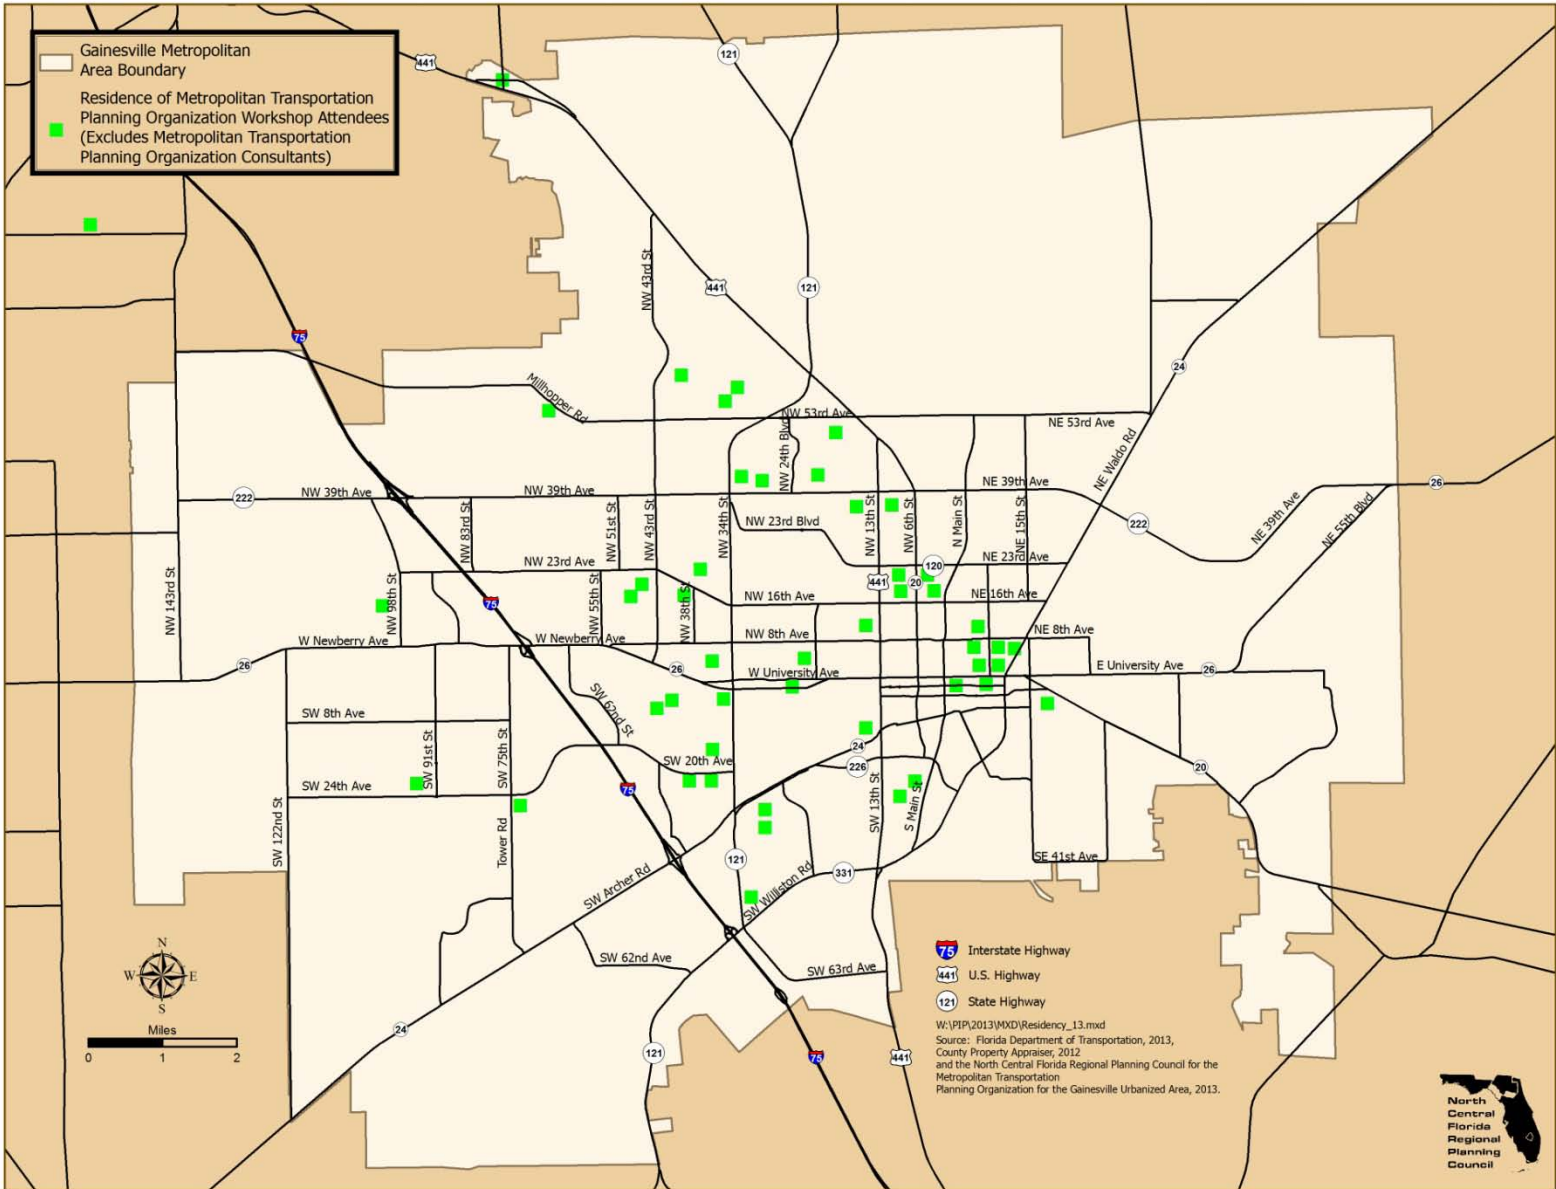 Gainesville Metropolitan
Area Boundary
Residence of Metropolitan Transportation
Planning Organization Workshop Attendees
(Excludes Metropolitan Transportation
Planning Organization Consultants)
441
121
NW 43rd St
441
121
75
24
Millhopper Rd
NW 53rd Ave
NE 53rd Ave
NW 24th Blvd
NE Waldo Rd
222
NW 39th Ave
NW 39th Ave
NE 39th Ave
26
NW 83rd St
NW 51st St
NW 43rd St
NW 34th St
NW 23rd Blvd
NW 13th St
NW 6th St
N Main St
NE 15th St
222
NE 39th Ave
NE 55th Blvd
NW 23rd Ave
NE 23rd Ave
120
NW 143rd St
NW 98th St
75
NW 55th St
NW 38th St
NW 16th Ave
441
20
NE 16th Ave
W Newberry Ave
W Newberry Ave
NW 8th Ave
NE 8th Ave
26
26
W University Ave
E University Ave
26
SW 8th Ave
SW 62nd St
SW 91st St
SW 75th St
24
SW 20th Ave
226
20
SW 24th Ave
75
SW 122nd St
Tower Rd
SW 13th St
S Main St
121
SW Archer Rd
SW Williston Rd
331
SE 41st Ave
N
W E
S
SW 62nd Ave
SW 63rd Ave
75 Interstate Highway
441 U.S. Highway
121 State Highway
Miles
0 1 2
24
121
75
441
W:\PIP\2013\MXD\Residency_13.mxd
Source: Florida Department of Transportation, 2013,
County Property Appraiser, 2012
and the North Central Florida Regional Planning Council for the
Metropolitan Transportation
Planning Organization for the Gainesville Urbanized Area, 2013.
North
Central
Florida
Regional
Planning
Council